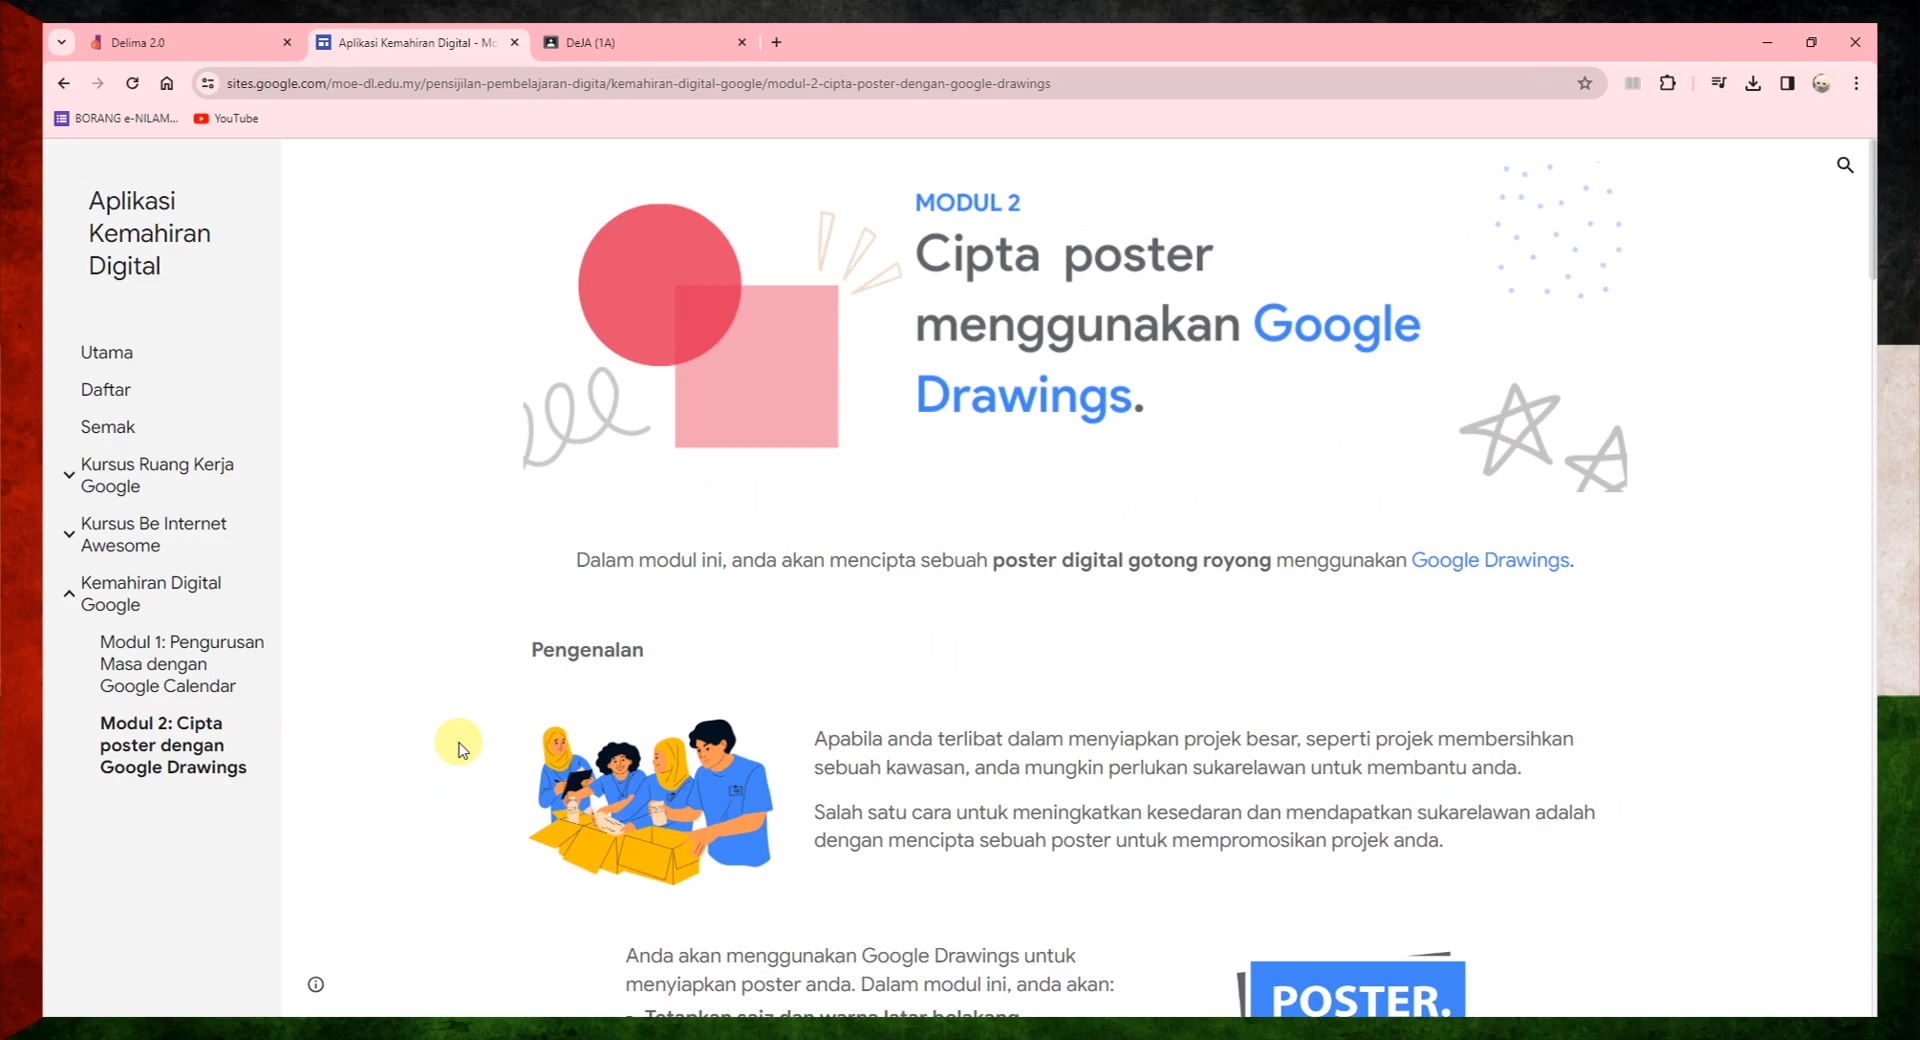 Delima 2.0
Aplikasi Kemahiran Digital - Mo
DeJA (1A)
sites.google.com/moe-dl.edu.my/pensijilan-pembelajaran-digita/kemahiran-digital-google/modul-2-cipta-poster-dengan-google-drawings
BORANG e-NILAM...
YouTube
Aplikasi
Kemahiran
Digital
Utama
Daftar
Semak
Kursus Ruang Kerja
Google
Kursus Be Internet
Awesome
Kemahiran Digital
Google
Modul 1: Pengurusan
Masa dengan
Google Calendar
Modul 2: Cipta
poster dengan
Google Drawings
MODUL 2
Cipta poster
menggunakan Google
Drawings.
Dalam modul ini, anda akan mencipta sebuah poster digital gotong royong menggunakan Google Drawings.
Pengenalan
Apabila anda terlibat dalam menyiapkan projek besar, seperti projek membersihkan
sebuah kawasan, anda mungkin perlukan sukarelawan untuk membantu anda.
Salah satu cara untuk meningkatkan kesedaran dan mendapatkan sukarelawan adalah
dengan mencipta sebuah poster untuk mempromosikan projek anda.
Anda akan menggunakan Google Drawings untuk
menyiapkan poster anda. Dalam modul ini, anda akan:
Tetapkan saiz dan warna latar belakang
POSTER.